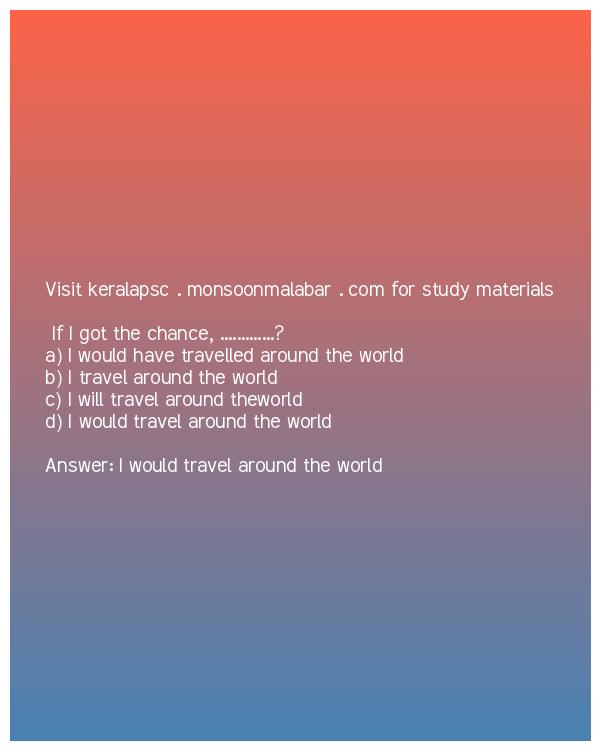 Visit keralapsc . monsoonmalabar . com for study materials
If I got the chance, .............?
a) I would have travelled around the world
b) I travel around the world
c) I will travel around theworld
d) I would travel around the world
Answer: I would travel around the world